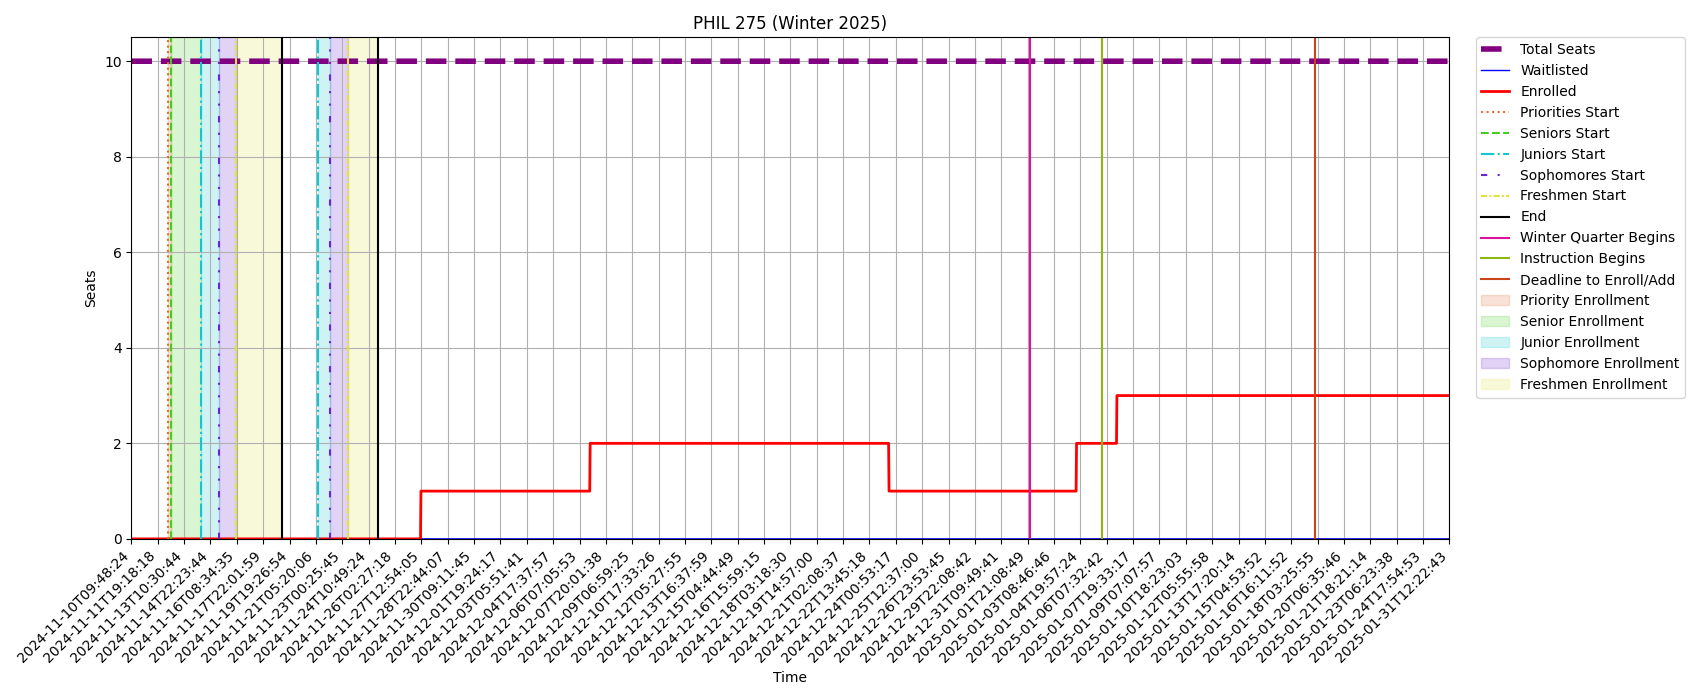 PHIL 275 (Winter 2025)
10
8
6
4
2
0
Seats
2024-11-10T09:48:24
2024-11-11T19:18:18
2024-11-13T10:30:44
2024-11-14T22:23:44
2024-11-16T08:34:35
2024-11-17T22:01:59
2024-11-19T19:26:54
2024-11-21T05:20:06
2024-11-23T00:25:45
2024-11-24T10:49:24
2024-11-26T02:27:18
2024-11-27T12:54:05
2024-11-28T22:44:07
2024-11-30T09:11:45
2024-12-01T19:24:17
2024-12-03T05:51:41
2024-12-04T17:37:57
2024-12-06T07:05:53
2024-12-07T20:01:38
2024-12-09T06:59:25
2024-12-10T17:33:26
2024-12-12T05:27:55
2024-12-13T16:37:59
2024-12-15T04:44:49
2024-12-16T15:59:15
2024-12-18T03:18:30
2024-12-19T14:57:00
2024-12-21T02:08:37
2024-12-22T13:45:18
2024-12-24T00:53:17
2024-12-25T12:37:00
2024-12-26T23:53:45
2024-12-29T22:08:42
2024-12-31T09:49:41
2025-01-01T21:08:49
2025-01-03T08:46:46
2025-01-04T19:57:24
2025-01-06T07:32:42
2025-01-07T19:33:17
2025-01-09T07:07:57
2025-01-10T18:23:03
2025-01-12T05:55:58
2025-01-13T17:20:14
2025-01-15T04:53:52
2025-01-16T16:11:52
2025-01-18T03:25:55
2025-01-20T06:35:46
2025-01-21T18:21:14
2025-01-23T06:23:38
2025-01-24T17:54:53
2025-01-31T12:22:43
Time
Total Seats
Waitlisted
Enrolled
Priorities Start
Seniors Start
Juniors Start
Sophomores Start
Freshmen Start
End
Winter Quarter Begins
Instruction Begins
Deadline to Enroll/Add
Priority Enrollment
Senior Enrollment
Junior Enrollment
Sophomore Enrollment
Freshmen Enrollment